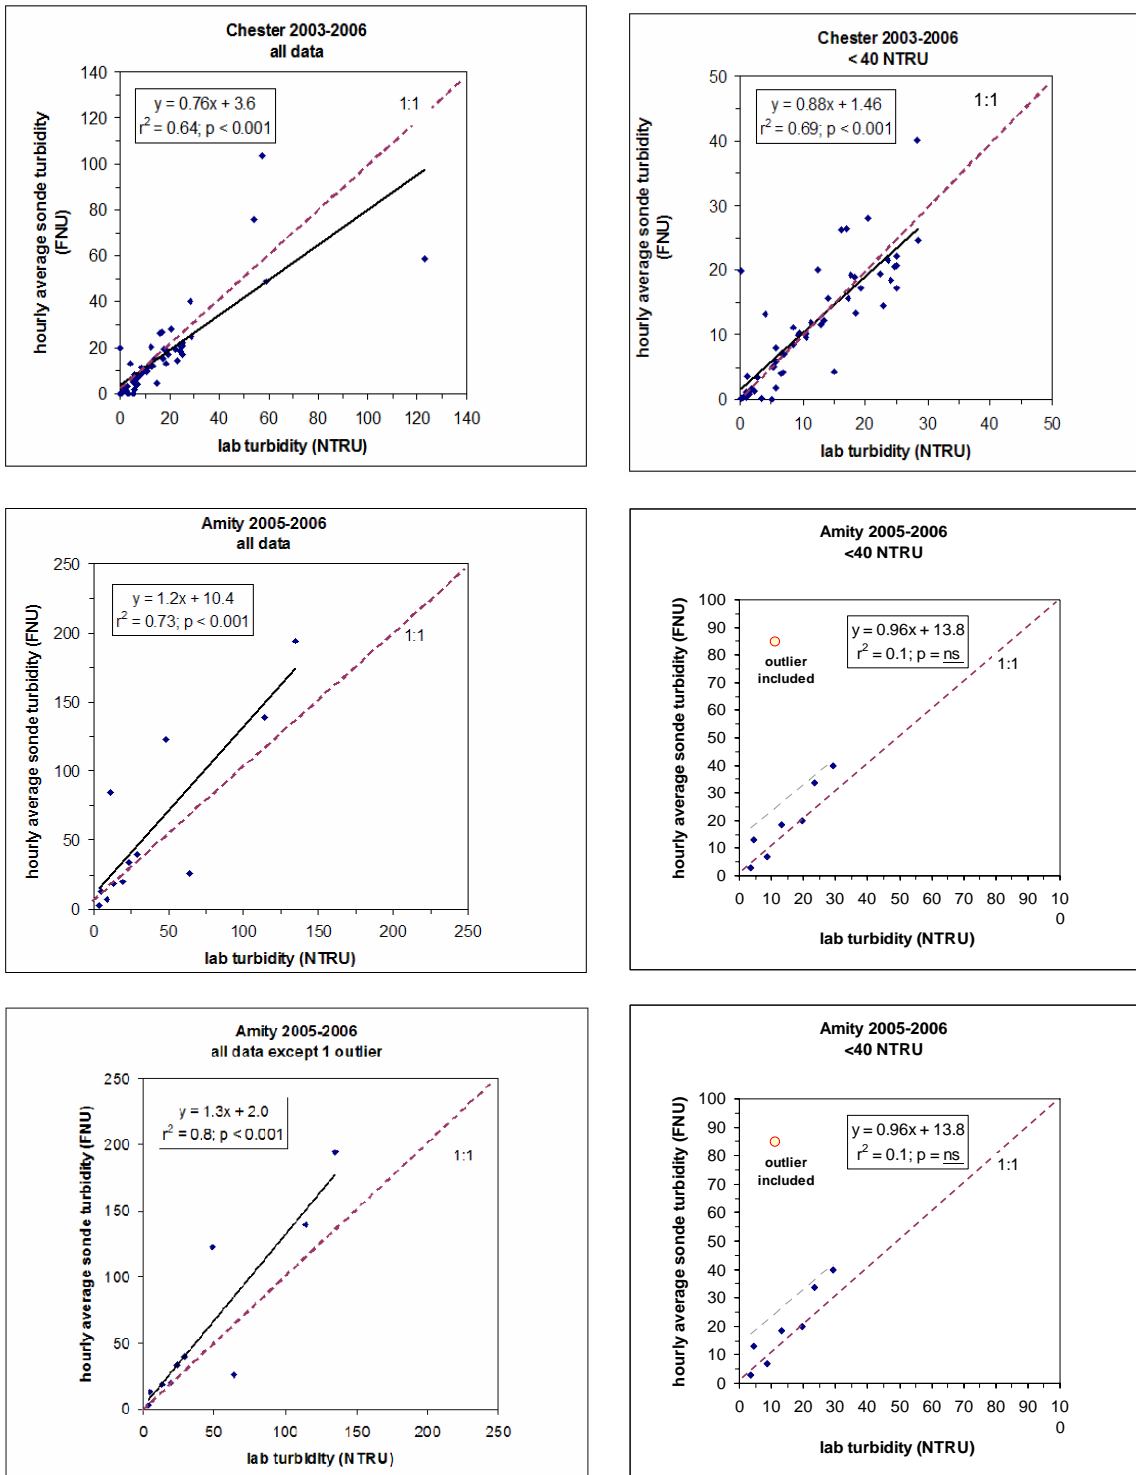 Chester 2003-2006
all data
140
120
100
80
60
40
20
0
y = 0.76x + 3.6
r² = 0.64; p < 0.001
1:1
hourly average sonde turbidity
(FNU)
0 20 40 60 80 100 120 140
lab turbidity (NTRU)
Chester 2003-2006
< 40 NTRU
50
40
30
20
10
0
y = 0.88x + 1.46
r² = 0.69; p < 0.001
1:1
hourly average sonde turbidity
(FNU)
0 10 20 30 40 50
lab turbidity (NTRU)
Amity 2005-2006
all data
250
200
150
100
50
0
y = 1.2x + 10.4
r² = 0.73; p < 0.001
1:1
hourly average sonde turbidity (FNU)
0 50 100 150 200 250
lab turbidity (NTRU)
Amity 2005-2006
<40 NTRU
100
90
80
70
60
50
40
30
20
10
0
y = 0.96x + 13.8
r² = 0.1; p = ns
outlier
included
1:1
hourly average sonde turbidity (FNU)
0 10 20 30 40 50 60 70 80 90 10
0
lab turbidity (NTRU)
Amity 2005-2006
all data except 1 outlier
250
200
150
100
50
0
y = 1.3x + 2.0
r² = 0.8; p < 0.001
1:1
hourly average sonde turbidity (FNU)
0 50 100 150 200 250
lab turbidity (NTRU)
Amity 2005-2006
<40 NTRU
100
90
80
70
60
50
40
30
20
10
0
y = 0.96x + 13.8
r² = 0.1; p = ns
outlier
included
1:1
hourly average sonde turbidity (FNU)
0 10 20 30 40 50 60 70 80 90 10
0
lab turbidity (NTRU)